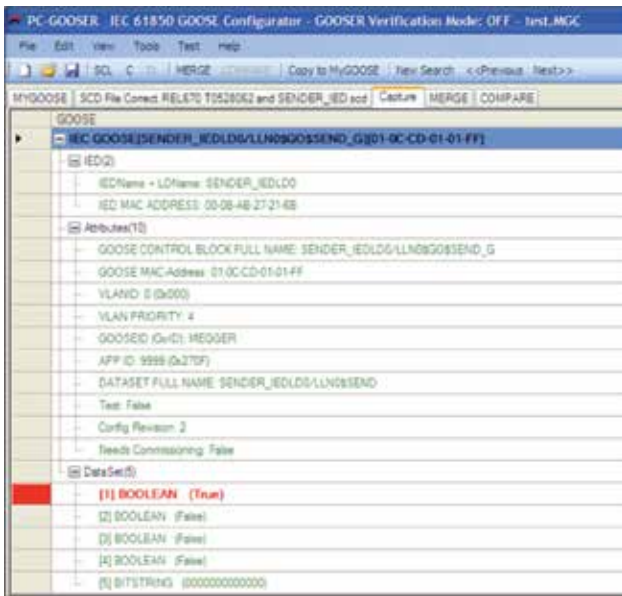 PC-GOOSER IEC 61850 GOOSE Configurator - GOOSER Verification Mode: OFF - test.MGC
File Edit View Tools Test Help
SCL C MERGE Copy to MyGOOSE New Search <<Previous Next>>
MYGOOSE SCD File Correct REL670 T0528062 and SENDER_IED scd Capture MERGE COMPARE
GOOSE
IEC GOOSE[SENDER_IEDLD0/LLN0$GO$SEND_G][01-0C-CD-01-01-FF]
IED(2)
IEDName + LDName: SENDER_IEDLD0
IED MAC ADDRESS: 00-08-AB-27-21-6B
Attributes(10)
GOOSE CONTROL BLOCK FULL NAME: SENDER_IEDLD0/LLN0$GO$SEND_G
GOOSE MAC-Address: 01-0C-CD-01-01-FF
VLANID: 0 (0x000)
VLAN PRIORITY: 4
GOOSEID (GoID): MEGGER
APP ID: 9999 (0x270F)
DATASET FULL NAME: SENDER_IEDLD0/LLN0$SEND
Test: False
Config Revision: 2
Needs Commissioning: False
DataSet(5)
[1] BOOLEAN (True)
[2] BOOLEAN (False)
[3] BOOLEAN (False)
[4] BOOLEAN (False)
[5] BITSTRING (0000000000000)